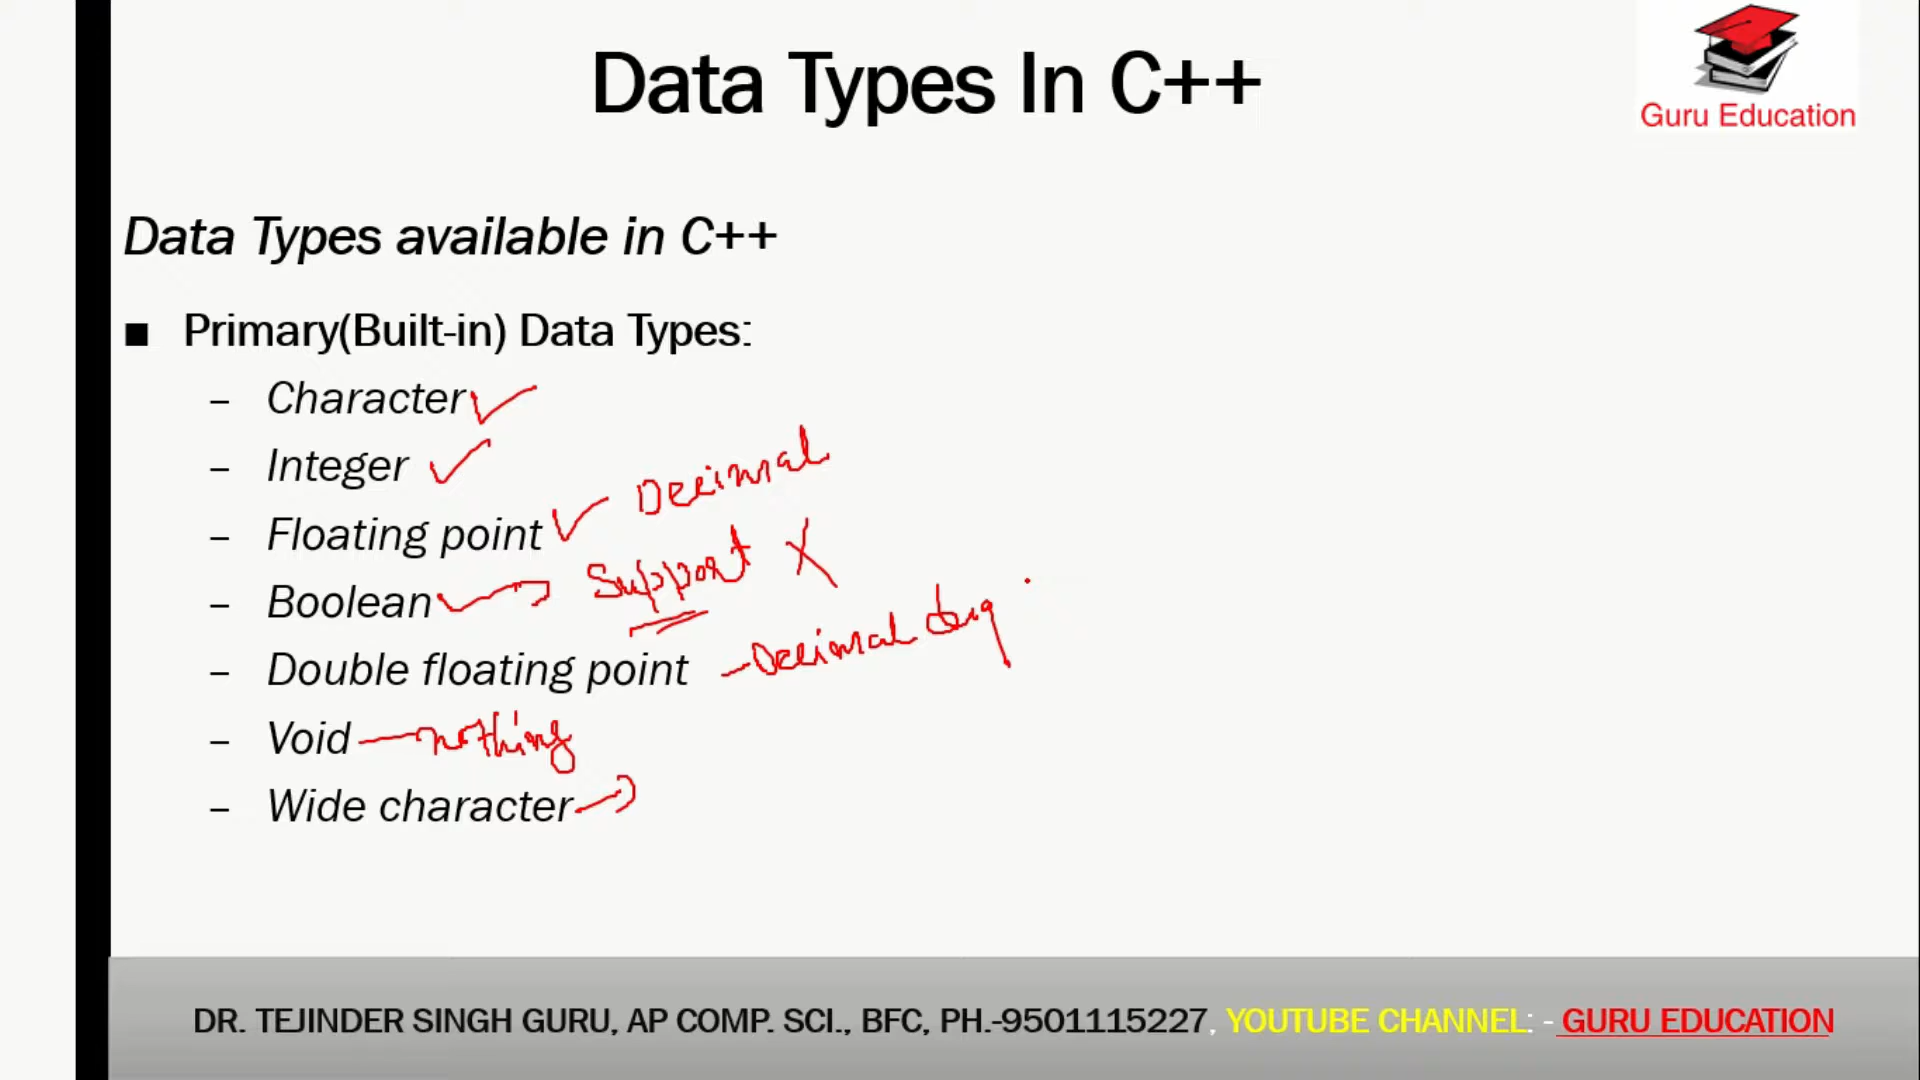 Data Types In C++
Guru Education
Data Types available in C++
■ Primary(Built-in) Data Types:
– Character
– Integer
Decimal
– Floating point
Support X
– Boolean
– Double floating point – Decimal
– Void – nothing
– Wide character
DR. TEJINDER SINGH GURU, AP COMP. SCI., BFC, PH.-9501115227, YOUTUBE CHANNEL: - GURU EDUCATION